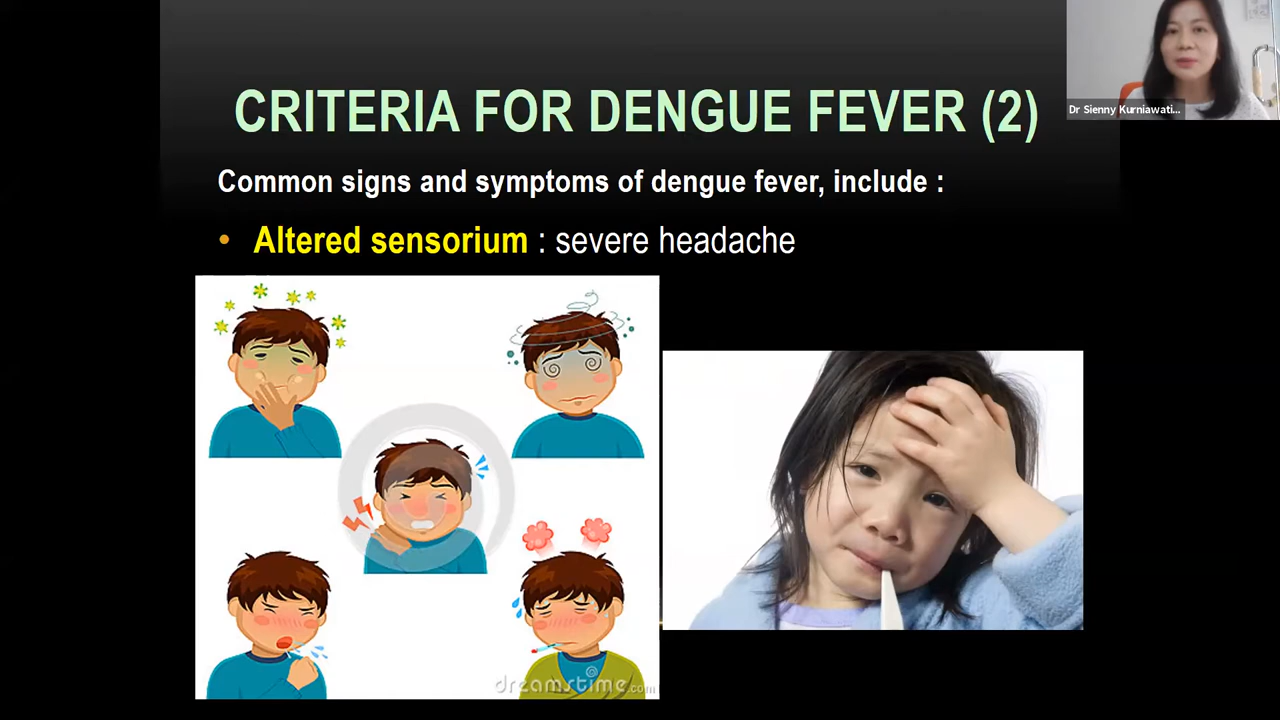 CRITERIA FOR DENGUE FEVER (2)
Dr Sienny Kurniawati...
Common signs and symptoms of dengue fever, include :
• Altered sensorium : severe headache
dreamstime.com